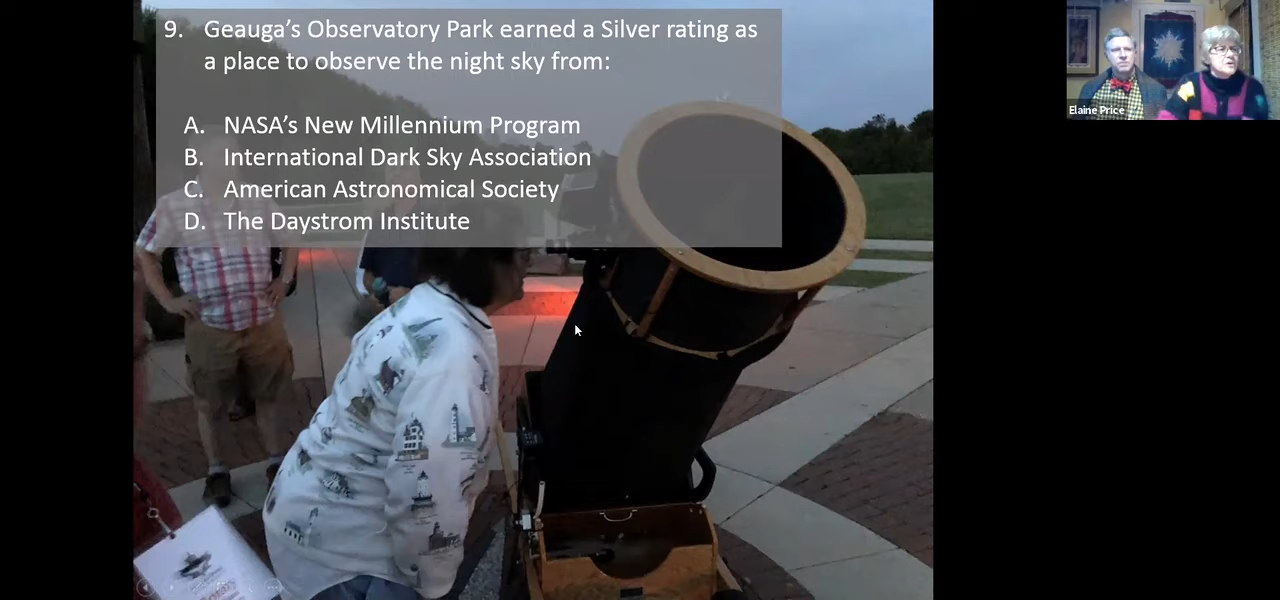 9. Geauga’s Observatory Park earned a Silver rating as
a place to observe the night sky from:
A. NASA’s New Millennium Program
B. International Dark Sky Association
C. American Astronomical Society
D. The Daystrom Institute
Elaine Price